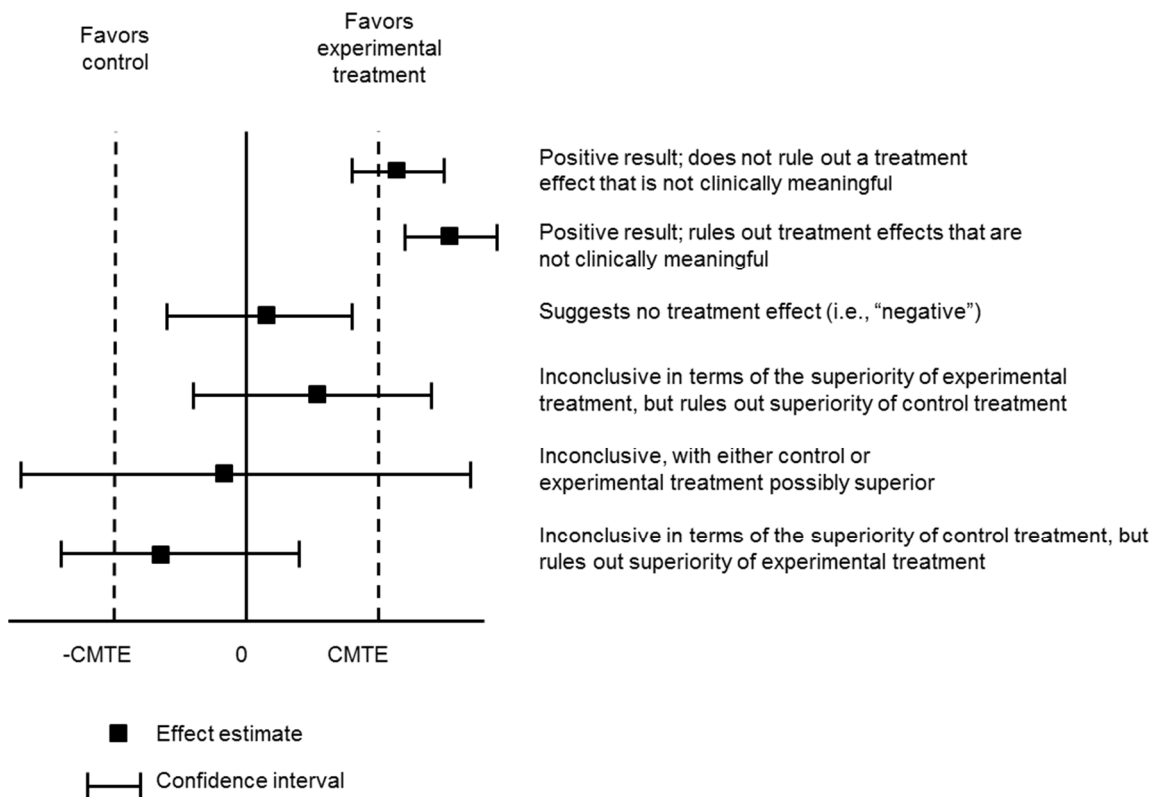 Favors
control
Favors
experimental
treatment
Positive result; does not rule out a treatment
effect that is not clinically meaningful
Positive result; rules out treatment effects that are
not clinically meaningful
Suggests no treatment effect (i.e., “negative”)
Inconclusive in terms of the superiority of experimental
treatment, but rules out superiority of control treatment
Inconclusive, with either control or
experimental treatment possibly superior
Inconclusive in terms of the superiority of control treatment, but
rules out superiority of experimental treatment
-CMTE 0 CMTE
Effect estimate
Confidence interval